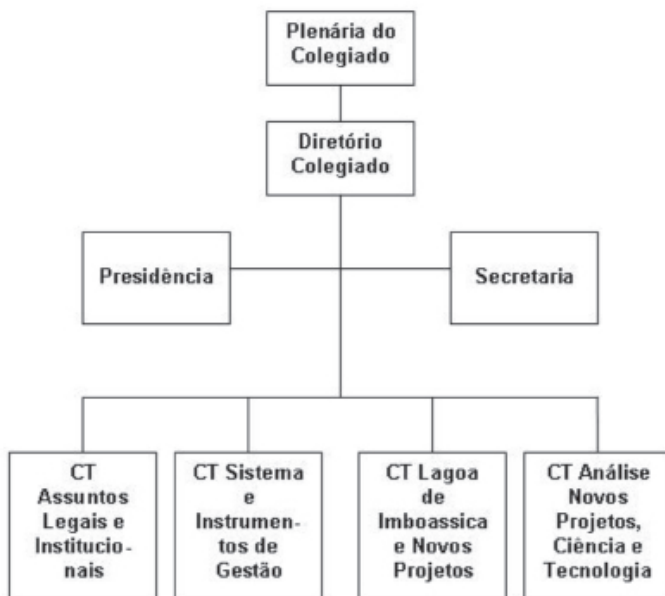 Plenária do
Colegiado
Diretório
Colegiado
Presidência
Secretaria
CT
Assuntos
Legais e
Institucio-
nais
CT Sistema
e
Instrumen-
tos de
Gestão
CT Lagoa
de
Imboassica
e Novos
Projetos
CT Análise
Novos
Projetos,
Ciência e
Tecnologia